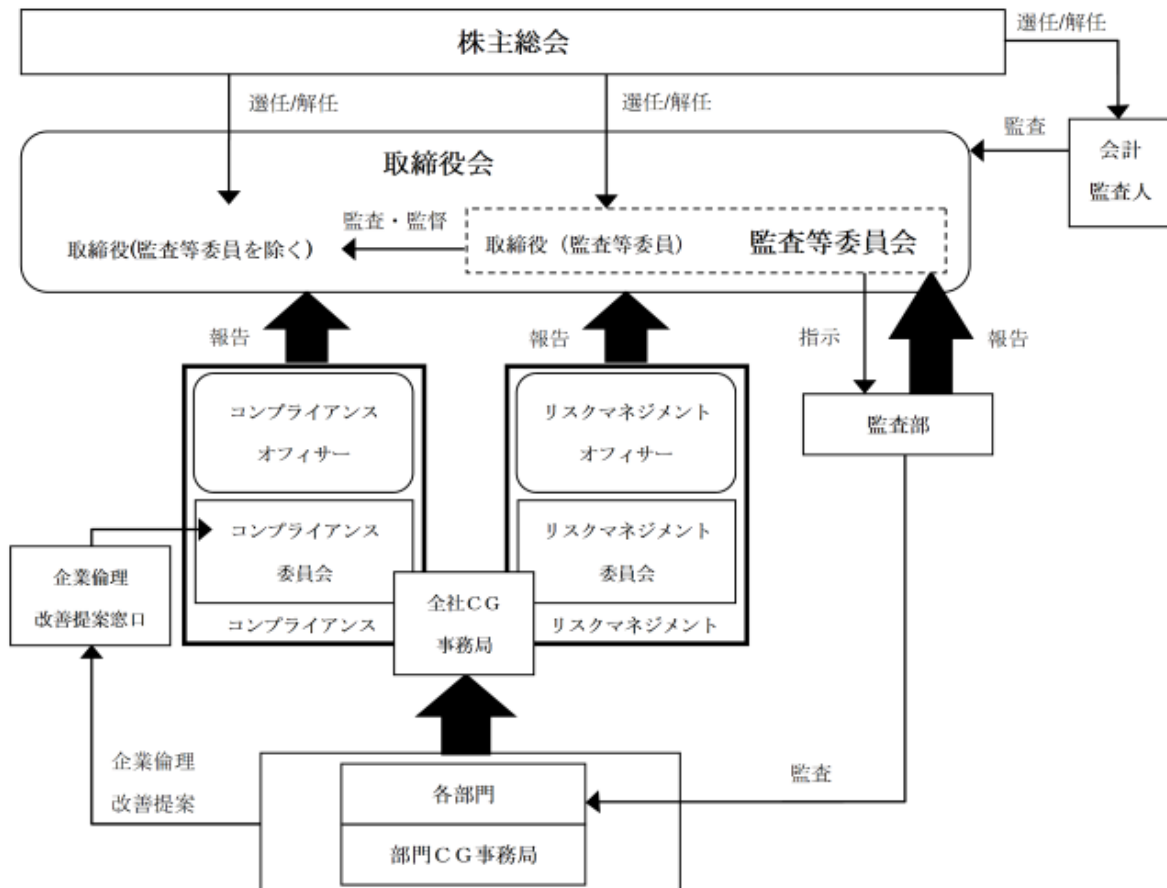 株主総会
選任/解任
選任/解任
選任/解任
監査
会計
監査人
取締役会
監査・監督
取締役(監査等委員を除く)
取締役（監査等委員）
監査等委員会
報告
報告
指示
報告
コンプライアンス
オフィサー
リスクマネジメント
オフィサー
監査部
コンプライアンス
委員会
リスクマネジメント
委員会
企業倫理
改善提案窓口
全社ＣＧ
事務局
コンプライアンス
リスクマネジメント
企業倫理
改善提案
各部門
監査
部門ＣＧ事務局